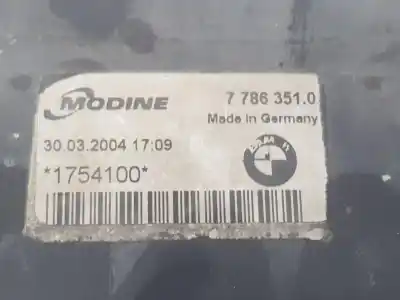 MODINE
7 786 351.0
Made in Germany
30.03.2004 17:09
*1754100*
BMW